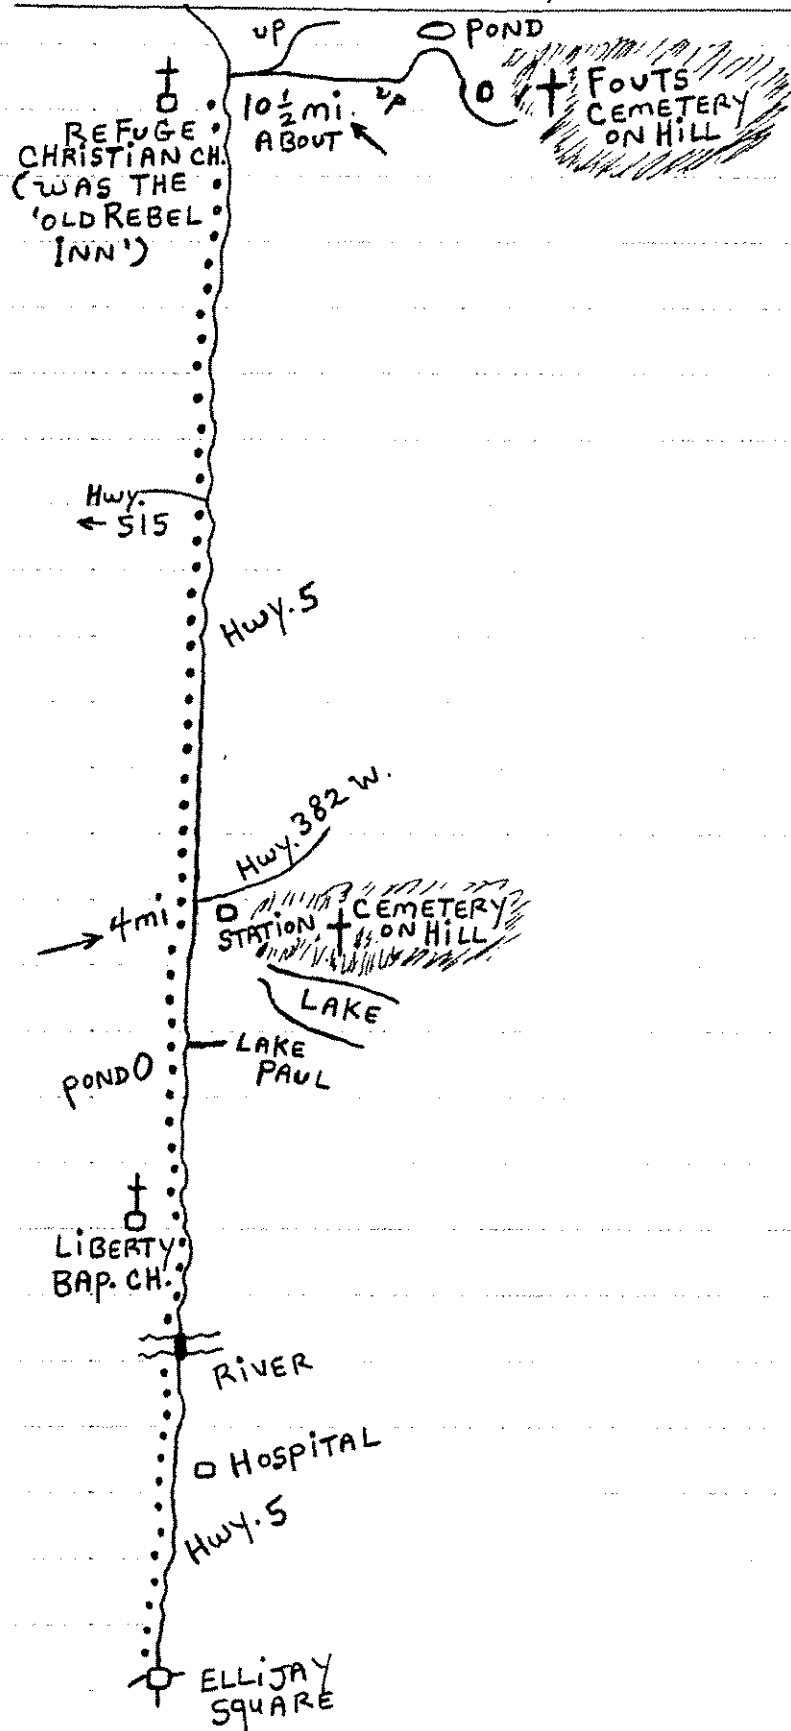 UP
POND
FOUTS
CEMETERY
ON HILL
10 1/2 mi.
ABOUT
UP
REFUGE
CHRISTIAN CH.
(WAS THE
'OLD REBEL
INN')
Hwy.
← 515
Hwy. 5
Hwy. 382 W.
4 mi
STATION
CEMETERY
ON HILL
LAKE
LAKE
PAUL
POND
LIBERTY
BAP. CH.
RIVER
HOSPITAL
Hwy. 5
ELLIJAY
SQUARE